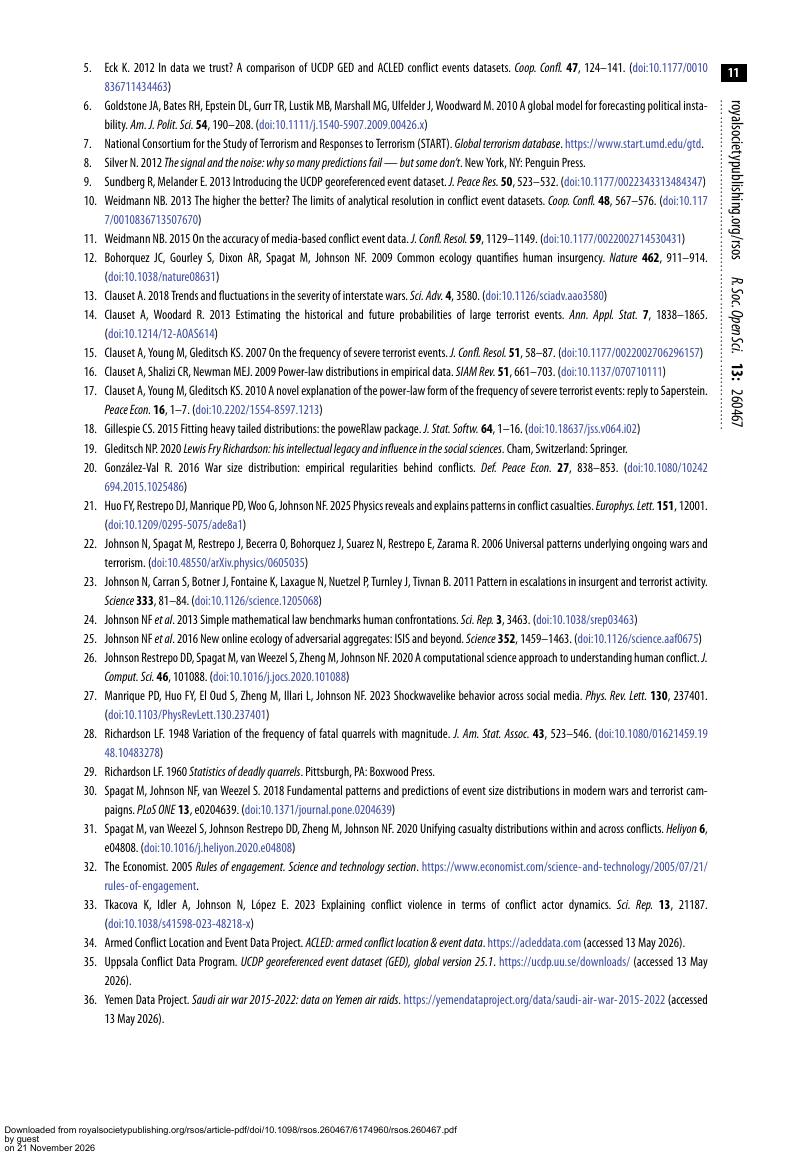 5. Eck K. 2012 In data we trust? A comparison of UCDP GED and ACLED conflict events datasets. Coop. Confl. 47, 124–141. (doi:10.1177/0010
836711434463)
6. Goldstone JA, Bates RH, Epstein DL, Gurr TR, Lustik MB, Marshall MG, Ulfelder J, Woodward M. 2010 A global model for forecasting political insta-
bility. Am. J. Polit. Sci. 54, 190–208. (doi:10.1111/j.1540-5907.2009.00426.x)
7. National Consortium for the Study of Terrorism and Responses to Terrorism (START). Global terrorism database. https://www.start.umd.edu/gtd.
8. Silver N. 2012 The signal and the noise: why so many predictions fail — but some don't. New York, NY: Penguin Press.
9. Sundberg R, Melander E. 2013 Introducing the UCDP georeferenced event dataset. J. Peace Res. 50, 523–532. (doi:10.1177/0022343313484347)
10. Weidmann NB. 2013 The higher the better? The limits of analytical resolution in conflict event datasets. Coop. Confl. 48, 567–576. (doi:10.117
7/0010836713507670)
11. Weidmann NB. 2015 On the accuracy of media-based conflict event data. J. Confl. Resol. 59, 1129–1149. (doi:10.1177/0022002714530431)
12. Bohorquez JC, Gourley S, Dixon AR, Spagat M, Johnson NF. 2009 Common ecology quantifies human insurgency. Nature 462, 911–914.
(doi:10.1038/nature08631)
13. Clauset A. 2018 Trends and fluctuations in the severity of interstate wars. Sci. Adv. 4, 3580. (doi:10.1126/sciadv.aao3580)
14. Clauset A, Woodard R. 2013 Estimating the historical and future probabilities of large terrorist events. Ann. Appl. Stat. 7, 1838–1865.
(doi:10.1214/12-AOAS614)
15. Clauset A, Young M, Gleditsch KS. 2007 On the frequency of severe terrorist events. J. Confl. Resol. 51, 58–87. (doi:10.1177/0022002706296157)
16. Clauset A, Shalizi CR, Newman MEJ. 2009 Power-law distributions in empirical data. SIAM Rev. 51, 661–703. (doi:10.1137/070710111)
17. Clauset A, Young M, Gleditsch KS. 2010 A novel explanation of the power-law form of the frequency of severe terrorist events: reply to Saperstein.
Peace Econ. 16, 1–7. (doi:10.2202/1554-8597.1213)
18. Gillespie CS. 2015 Fitting heavy tailed distributions: the poweRlaw package. J. Stat. Softw. 64, 1–16. (doi:10.18637/jss.v064.i02)
19. Gleditsch NP. 2020 Lewis Fry Richardson: his intellectual legacy and influence in the social sciences. Cham, Switzerland: Springer.
20. González-Val R. 2016 War size distribution: empirical regularities behind conflicts. Def. Peace Econ. 27, 838–853. (doi:10.1080/10242
694.2015.1025486)
21. Huo FY, Restrepo DJ, Manrique PD, Woo G, Johnson NF. 2025 Physics reveals and explains patterns in conflict casualties. Europhys. Lett. 151, 12001.
(doi:10.1209/0295-5075/ade8a1)
22. Johnson N, Spagat M, Restrepo J, Becerra O, Bohorquez J, Suarez N, Restrepo E, Zarama R. 2006 Universal patterns underlying ongoing wars and
terrorism. (doi:10.48550/arXiv.physics/0605035)
23. Johnson N, Carran S, Botner J, Fontaine K, Laxague N, Nuetzel P, Turnley J, Tivnan B. 2011 Pattern in escalations in insurgent and terrorist activity.
Science 333, 81–84. (doi:10.1126/science.1205068)
24. Johnson NF et al. 2013 Simple mathematical law benchmarks human confrontations. Sci. Rep. 3, 3463. (doi:10.1038/srep03463)
25. Johnson NF et al. 2016 New online ecology of adversarial aggregates: ISIS and beyond. Science 352, 1459–1463. (doi:10.1126/science.aaf0675)
26. Johnson Restrepo DD, Spagat M, van Weezel S, Zheng M, Johnson NF. 2020 A computational science approach to understanding human conflict. J.
Comput. Sci. 46, 101088. (doi:10.1016/j.jocs.2020.101088)
27. Manrique PD, Huo FY, El Oud S, Zheng M, Illari L, Johnson NF. 2023 Shockwavelike behavior across social media. Phys. Rev. Lett. 130, 237401.
(doi:10.1103/PhysRevLett.130.237401)
28. Richardson LF. 1948 Variation of the frequency of fatal quarrels with magnitude. J. Am. Stat. Assoc. 43, 523–546. (doi:10.1080/01621459.19
48.10483278)
29. Richardson LF. 1960 Statistics of deadly quarrels. Pittsburgh, PA: Boxwood Press.
30. Spagat M, Johnson NF, van Weezel S. 2018 Fundamental patterns and predictions of event size distributions in modern wars and terrorist cam-
paigns. PLoS ONE 13, e0204639. (doi:10.1371/journal.pone.0204639)
31. Spagat M, van Weezel S, Johnson Restrepo DD, Zheng M, Johnson NF. 2020 Unifying casualty distributions within and across conflicts. Heliyon 6,
e04808. (doi:10.1016/j.heliyon.2020.e04808)
32. The Economist. 2005 Rules of engagement. Science and technology section. https://www.economist.com/science-and-technology/2005/07/21/
rules-of-engagement.
33. Tkacova K, Idler A, Johnson N, López E. 2023 Explaining conflict violence in terms of conflict actor dynamics. Sci. Rep. 13, 21187.
(doi:10.1038/s41598-023-48218-x)
34. Armed Conflict Location and Event Data Project. ACLED: armed conflict location & event data. https://acleddata.com (accessed 13 May 2026).
35. Uppsala Conflict Data Program. UCDP georeferenced event dataset (GED), global version 25.1. https://ucdp.uu.se/downloads/ (accessed 13 May
2026).
36. Yemen Data Project. Saudi air war 2015-2022: data on Yemen air raids. https://yemendataproject.org/data/saudi-air-war-2015-2022 (accessed
13 May 2026).
11
royalsocietypublishing.org/rsos R. Soc. Open Sci. 13: 260467
Downloaded from royalsocietypublishing.org/rsos/article-pdf/doi/10.1098/rsos.260467/6174960/rsos.260467.pdf
by guest
on 21 November 2026